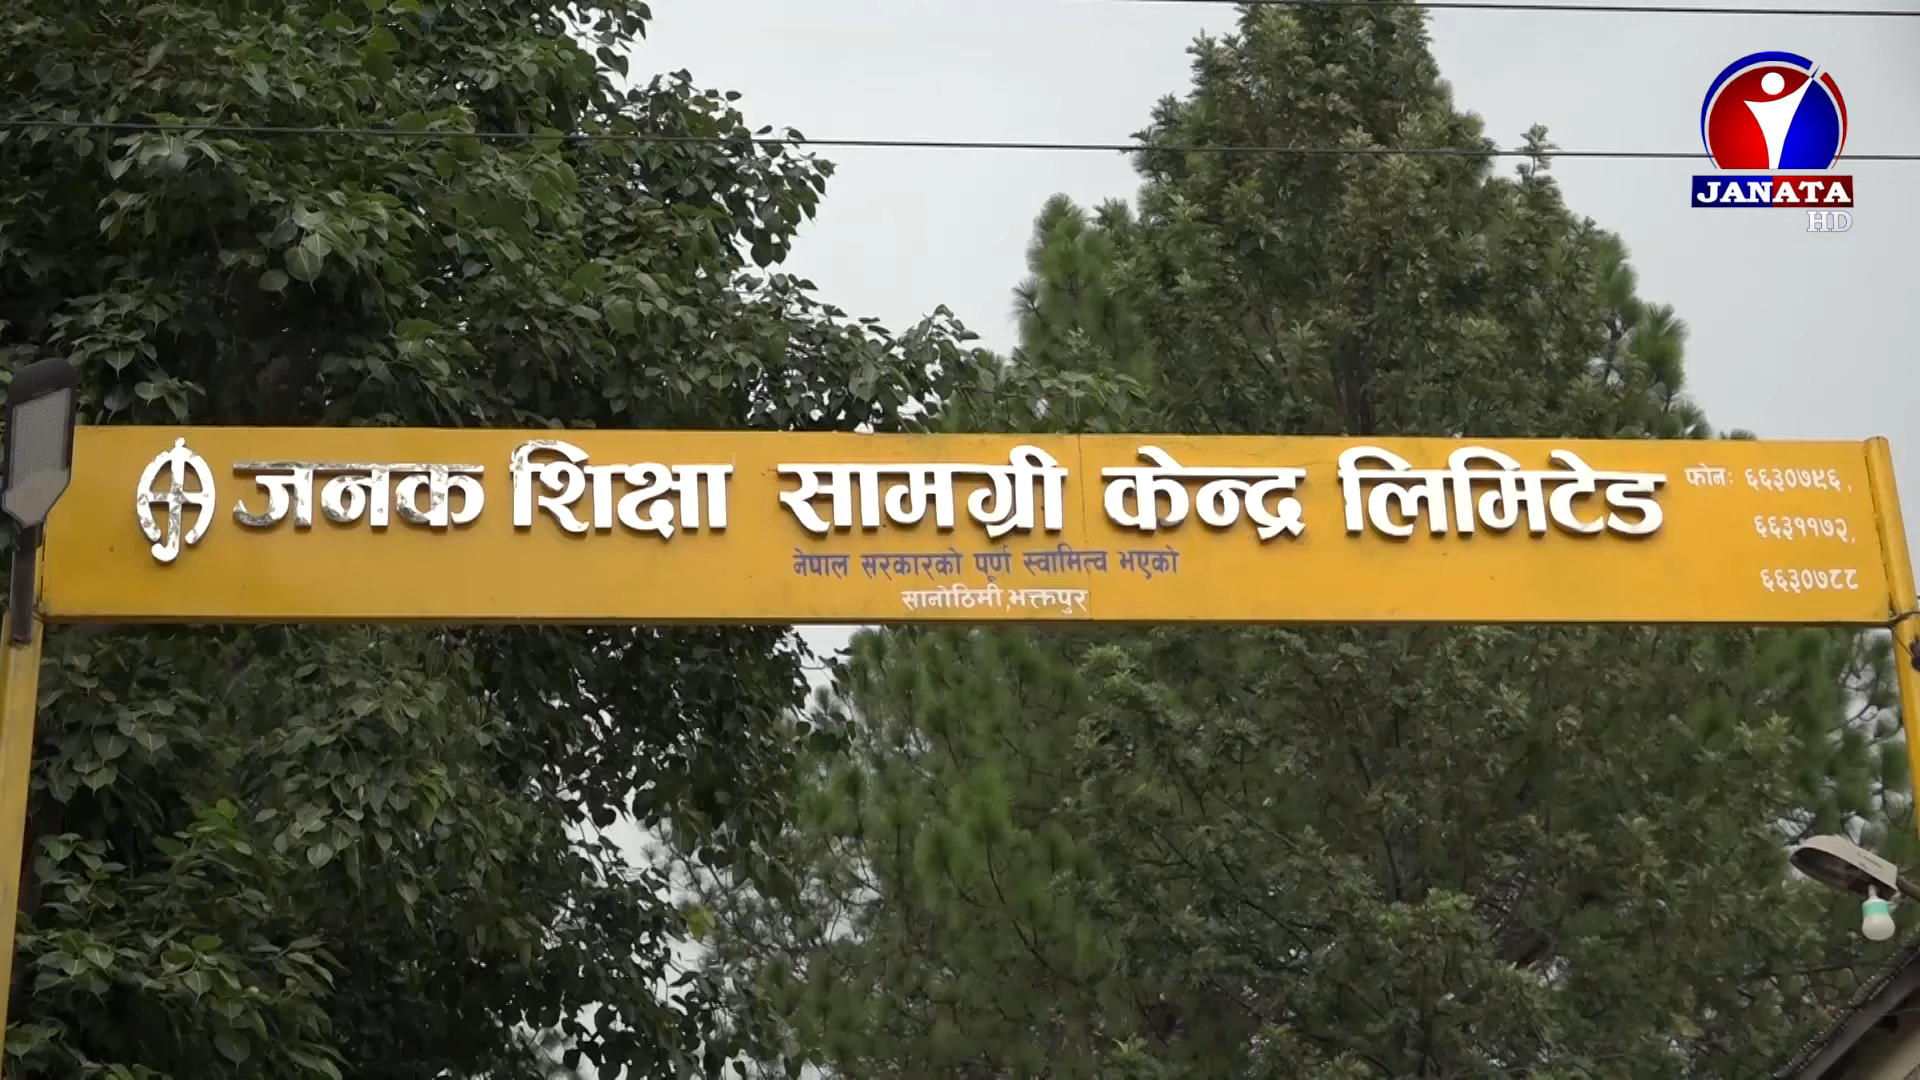 जनक शिक्षा सामग्री केन्द्र लिमिटेड
नेपाल सरकारको पूर्ण स्वामित्व भएको
सानोठिमी,भक्तपुर
फोनः ६६३०७९६,
६६३११७२,
६६३०७८८
JANATA
HD